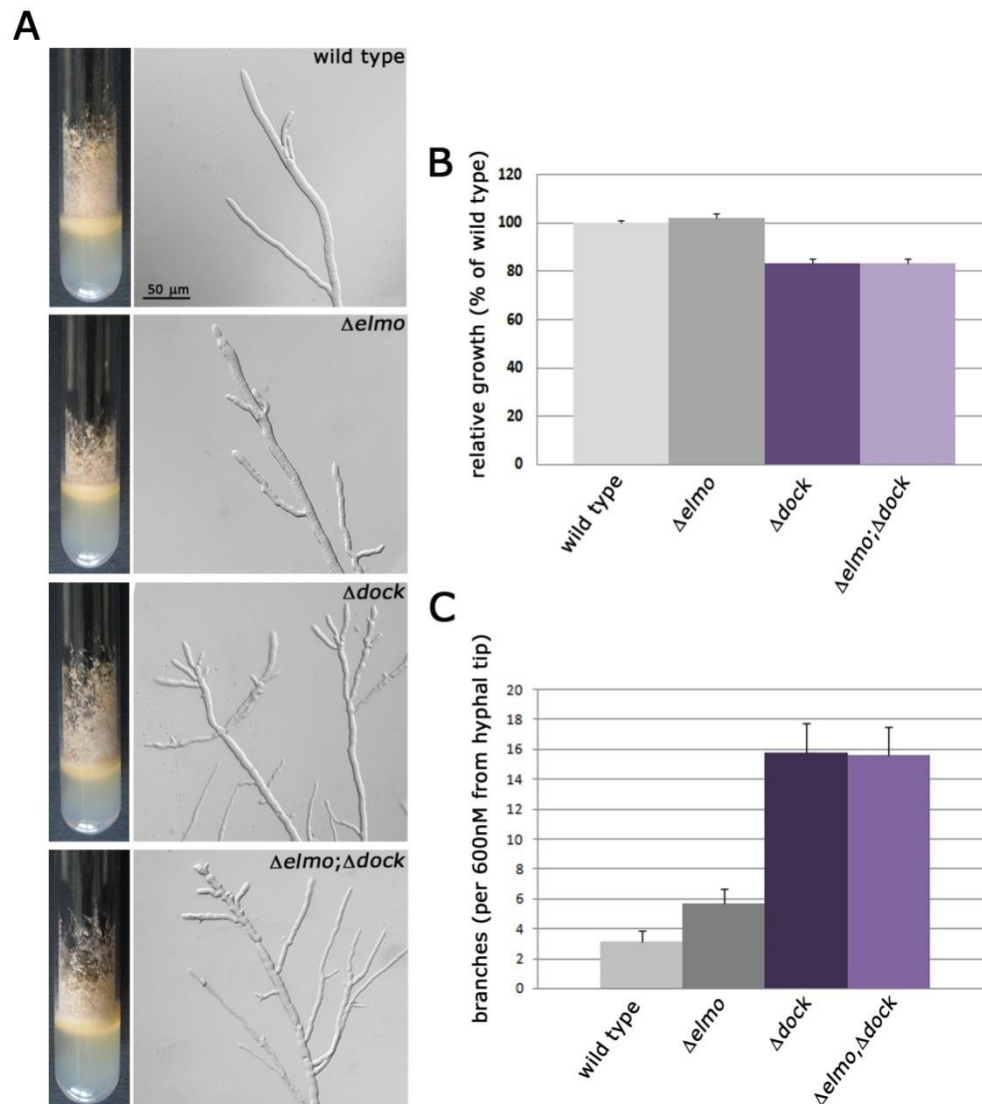 A
wild type
50 µm
Δelmo
Δdock
Δelmo;Δdock
B
relative growth (% of wild type)
120
100
80
60
40
20
0
wild type
Δelmo
Δdock
Δelmo;Δdock
C
branches (per 600nM from hyphal tip)
20
18
16
14
12
10
8
6
4
2
0
wild type
Δelmo
Δdock
Δelmo,Δdock